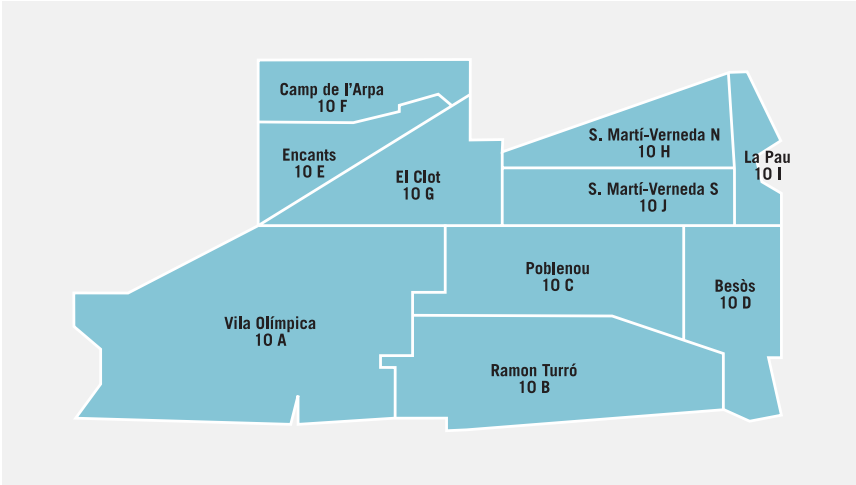 Camp de l'Arpa
10 F
Encants
10 E
El Clot
10 G
S. Martí-Verneda N
10 H
La Pau
10 I
S. Martí-Verneda S
10 J
Poblenou
10 C
Besòs
10 D
Vila Olímpica
10 A
Ramon Turró
10 B